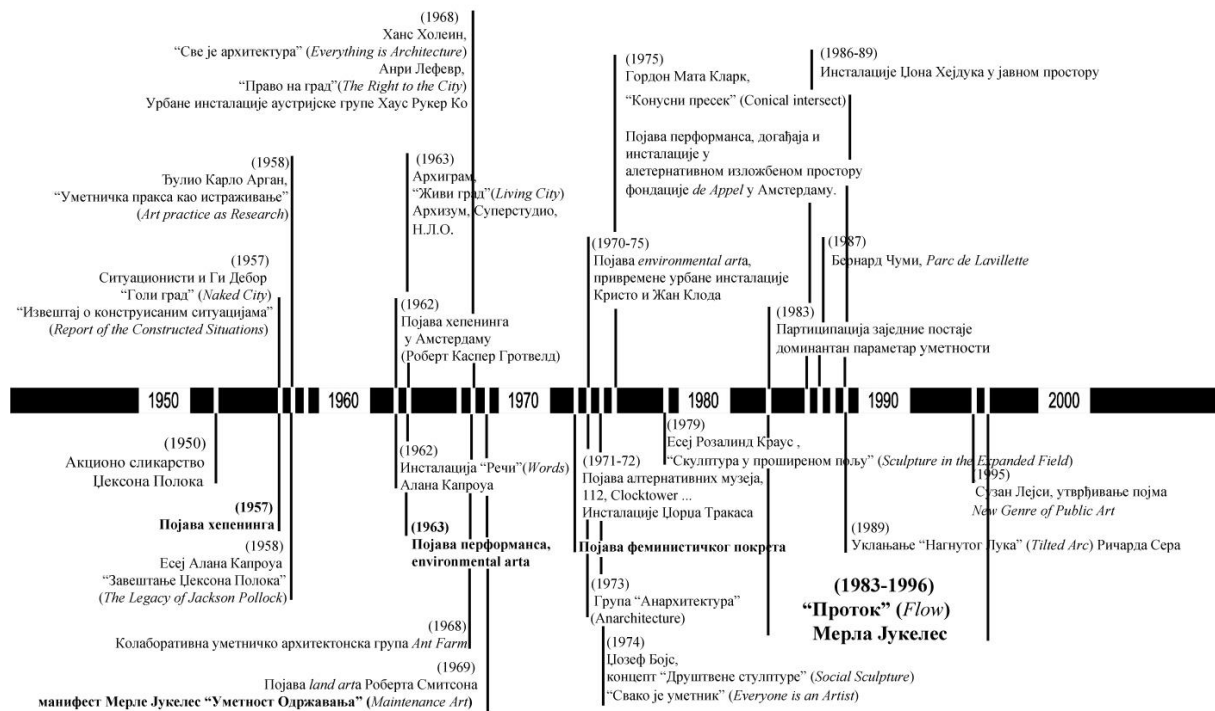 (1968)
Ханс Холеин,
“Све је архитектура” (Everything is Architecture)
Анри Лефевр,
“Право на град”(The Right to the City)
Урбане инсталације аустријске групе Хаус Рукер Ко
(1975)
Гордон Мата Кларк,
“Конусни пресек” (Conical intersect)
(1986-89)
Инсталације Џона Хејдука у јавном простору
Појава перформанса, догађаја и
инсталације у
алетернативном изложбеном простору
фондације de Appel у Амстердаму.
(1958)
Ђулио Карло Арган,
“Уметничка пракса као истраживање”
(Art practice as Research)
(1963)
Архиграм,
“Живи град”(Living City)
Архизум, Суперстудио,
Н.Л.О.
(1957)
Ситуационисти и Ги Дебор
“Голи град” (Naked City)
“Извештај о конструисаним ситуацијама”
(Report of the Constructed Situations)
(1962)
Појава хепенинга
у Амстердаму
(Роберт Каспер Гротвелд)
(1970-75)
Појава environmental arta,
привремене урбане инсталације
Кристо и Жан Клода
(1987)
Бернард Чуми, Parc de Lavillette
(1983)
Партиципација заједние постаје
доминантан параметар уметности
1950 1960 1970 1980 1990 2000
(1950)
Акционо сликарство
Џексона Полока
(1957)
Појава хепенинга
(1958)
Есеј Алана Капроуа
“Завештање Џексона Полока”
(The Legacy of Jackson Pollock)
(1962)
Инсталација “Речи”(Words)
Алана Капроуа
(1963)
Појава перформанса,
environmental arta
(1968)
Колаборативна уметничко архитектонска група Ant Farm
(1969)
Појава land arta Роберта Смитсона
манифест Мерле Јукелес “Уметност Одржавања” (Maintenance Art)
(1979)
Есеј Розалинд Краус ,
“Скулптура у проширеном пољу” (Sculpture in the Expanded Field)
(1971-72)
Појава алтернативних музеја,
112, Clocktower ...
Инсталације Џорџа Тракаса
Појава феминистичког покрета
(1973)
Група “Анархитектура”
(Anarchitecture)
(1974)
Џозеф Бојс,
концепт “Друштвене стулптуре” (Social Sculpture)
“Свако је уметник” (Everyone is an Artist)
(1995)
Сузан Лејси, утврђивање појма
New Genre of Public Art
(1989)
Уклањање “Нагнутог Лука” (Tilted Arc) Ричарда Сера
(1983-1996)
“Проток” (Flow)
Мерла Јукелес